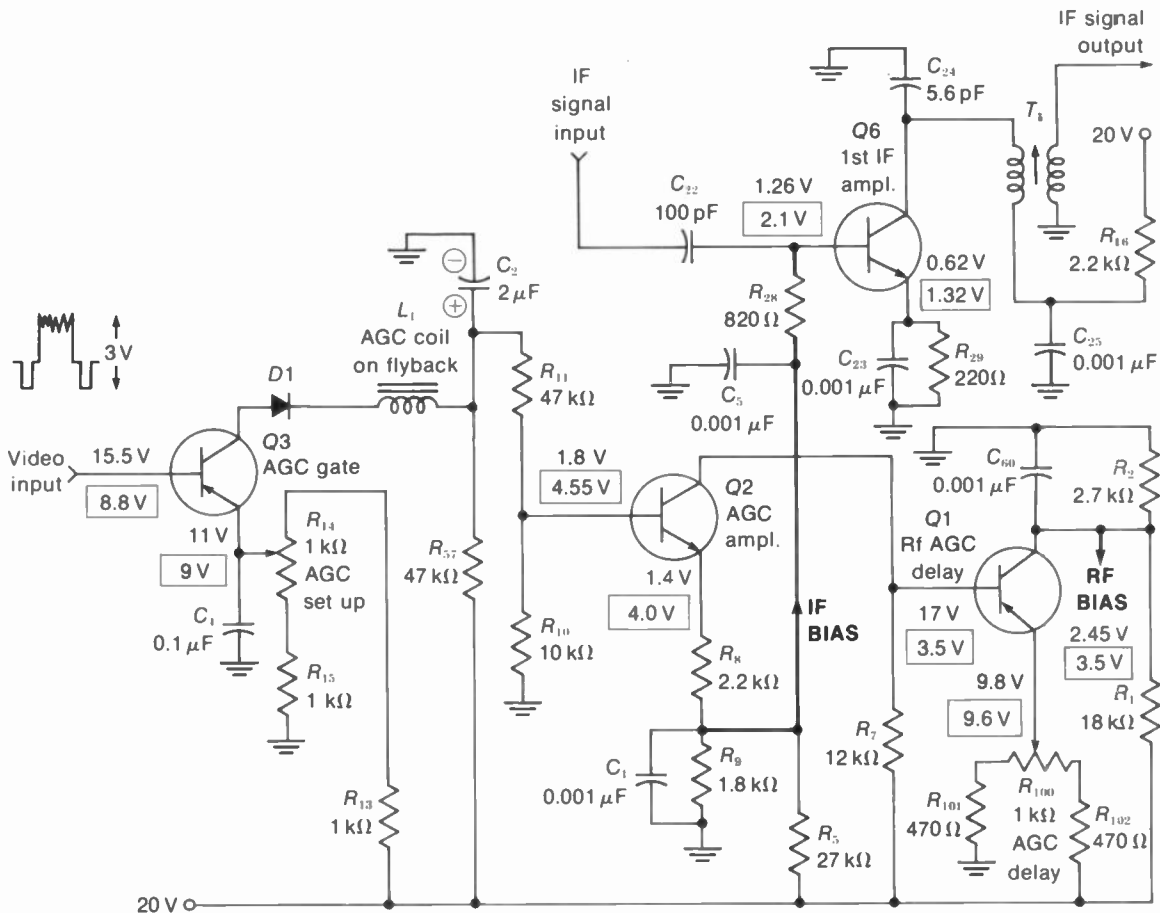 IF signal
output
IF
signal
input
C24
5.6 pF
Q6
1st IF
ampl.
20 V
C22
100 pF
1.26 V
2.1 V
R16
2.2 kΩ
C2
2 µF
L1
AGC coil
on flyback
3 V
0.62 V
1.32 V
R28
820 Ω
C25
0.001 µF
C23
0.001 µF
R29
220Ω
C5
0.001 µF
R11
47 kΩ
D1
Q3
AGC gate
Video
input
15.5 V
8.8 V
1.8 V
4.55 V
Q2
AGC
ampl.
C60
0.001 µF
R2
2.7 kΩ
Q1
Rf AGC
delay
11 V
9 V
R14
1 kΩ
AGC
set up
R57
47 kΩ
1.4 V
4.0 V
IF
BIAS
17 V
3.5 V
RF
BIAS
2.45 V
3.5 V
0.1 µF
R15
1 kΩ
R10
10 kΩ
R8
2.2 kΩ
9.8 V
9.6 V
R1
18 kΩ
R7
12 kΩ
C1
0.001 µF
R9
1.8 kΩ
R13
1 kΩ
R5
27 kΩ
R101
470 Ω
R100
1 kΩ
AGC
delay
R102
470 Ω
20 V